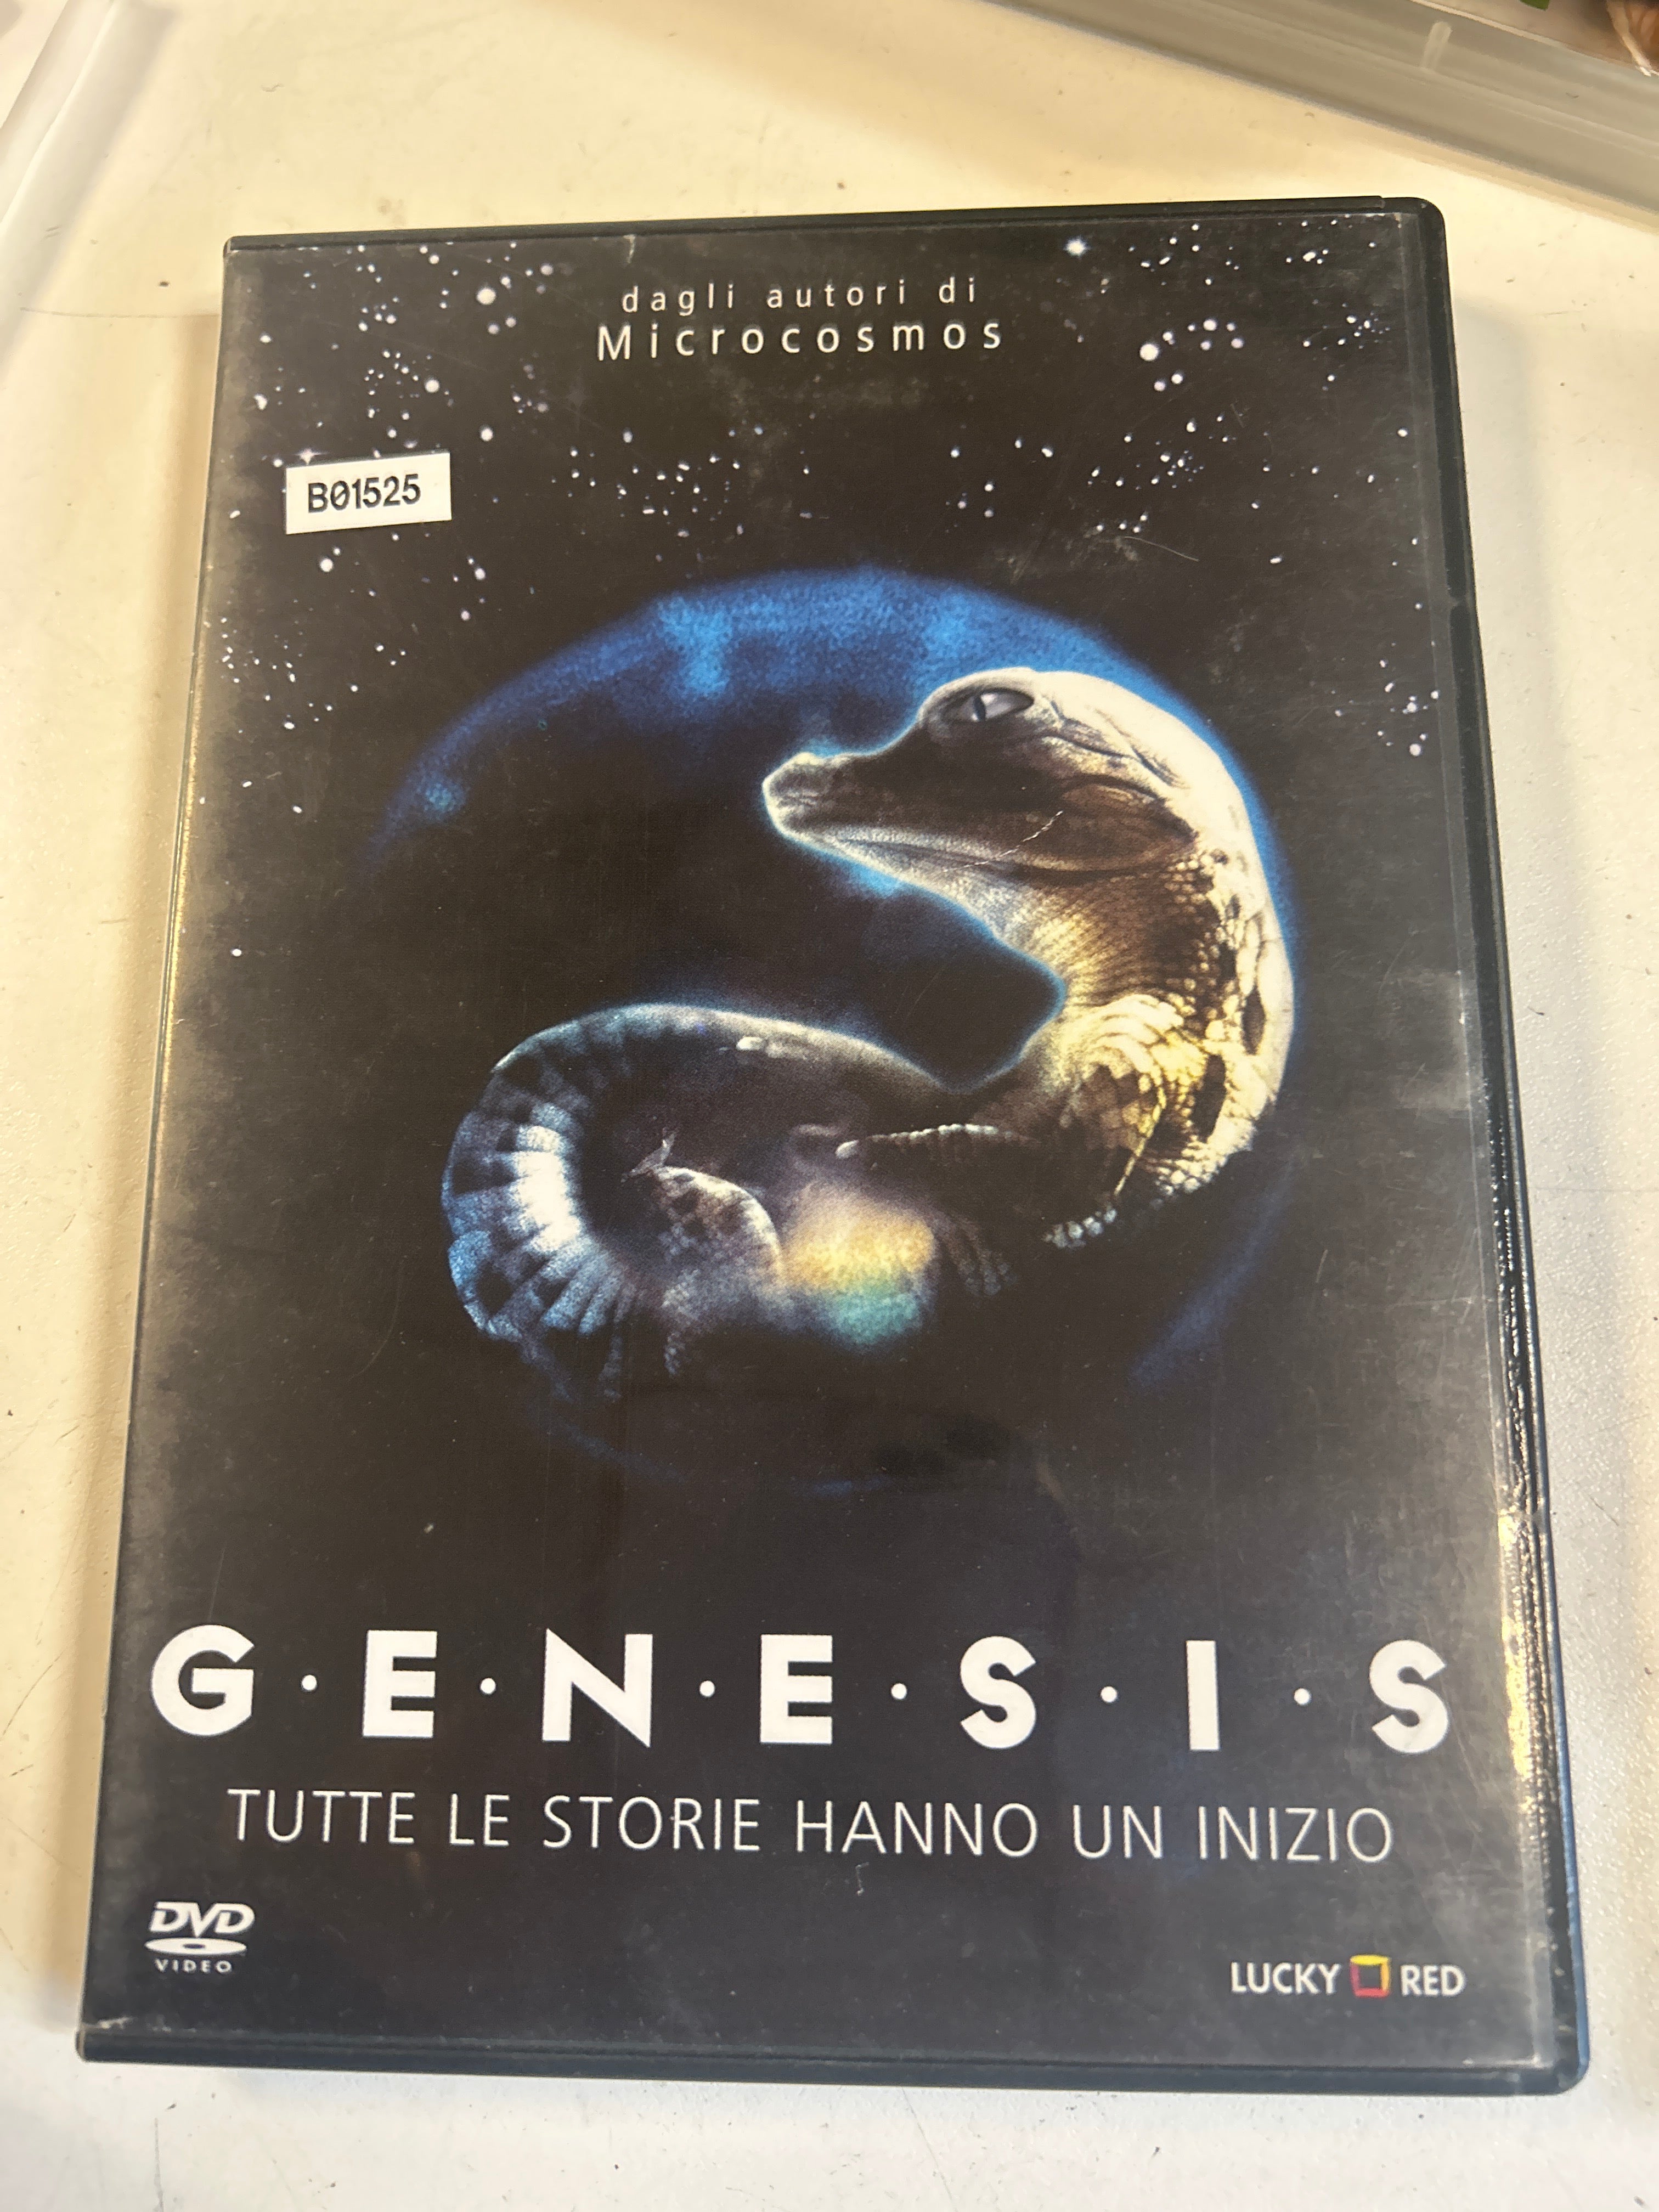 dagli autori di
Microcosmos
B01525
G·E·N·E·S·I·S
TUTTE LE STORIE HANNO UN INIZIO
DVD
VIDEO
LUCKY RED